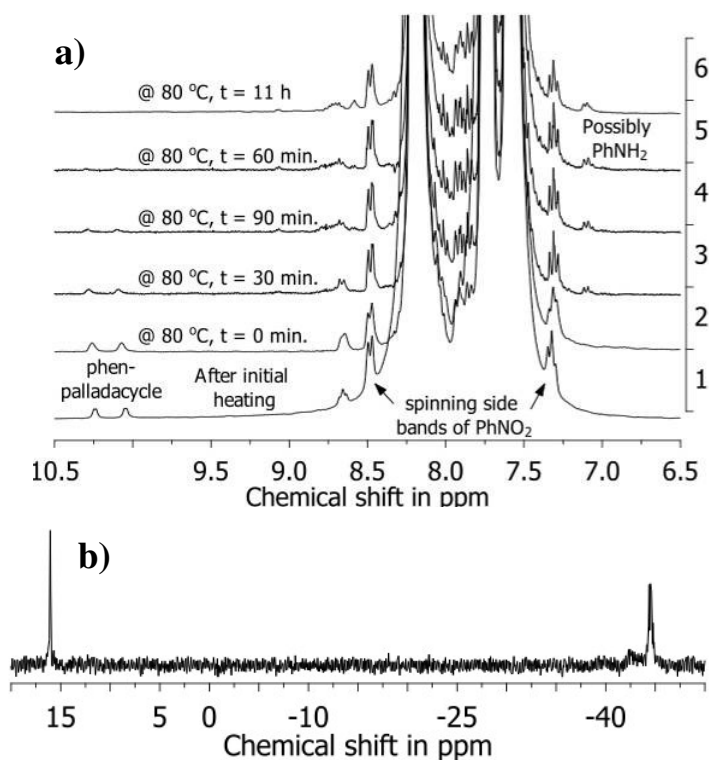 a)
6
@ 80 °C, t = 11 h
5
Possibly
PhNH₂
@ 80 °C, t = 60 min.
4
@ 80 °C, t = 90 min.
3
@ 80 °C, t = 30 min.
2
@ 80 °C, t = 0 min.
phen-
palladacycle
After initial
heating
1
spinning side
bands of PhNO₂
10.5 9.5 9.0 8.5 8.0 7.5 7.0 6.5
Chemical shift in ppm
b)
15 5 0 -10 -25 -40
Chemical shift in ppm